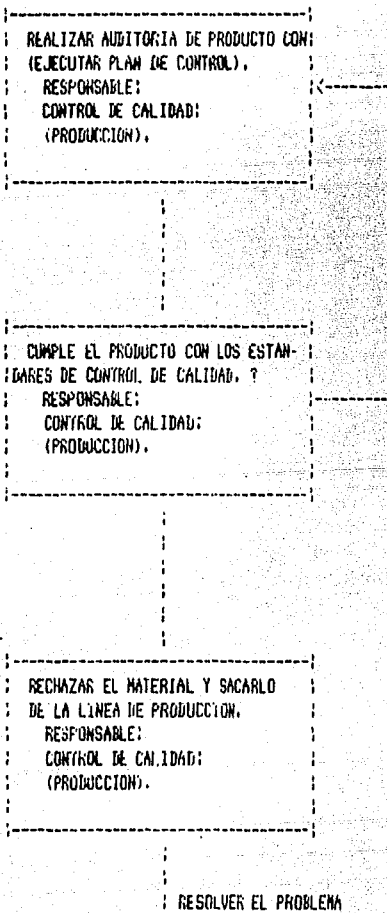 REALIZAR AUDITORIA DE PRODUCTO CON
(EJECUTAR PLAN DE CONTROL).
RESPONSABLE:
CONTROL DE CALIDAD:
(PRODUCCION).
CUMPLE EL PRODUCTO CON LOS ESTAN-
DARES DE CONTROL DE CALIDAD. ?
RESPONSABLE:
CONTROL DE CALIDAD:
(PRODUCCION).
RECHAZAR EL MATERIAL Y SACARLO
DE LA LINEA DE PRODUCCION.
RESPONSABLE:
CONTROL DE CALIDAD:
(PRODUCCION).
RESOLVER EL PROBLEMA